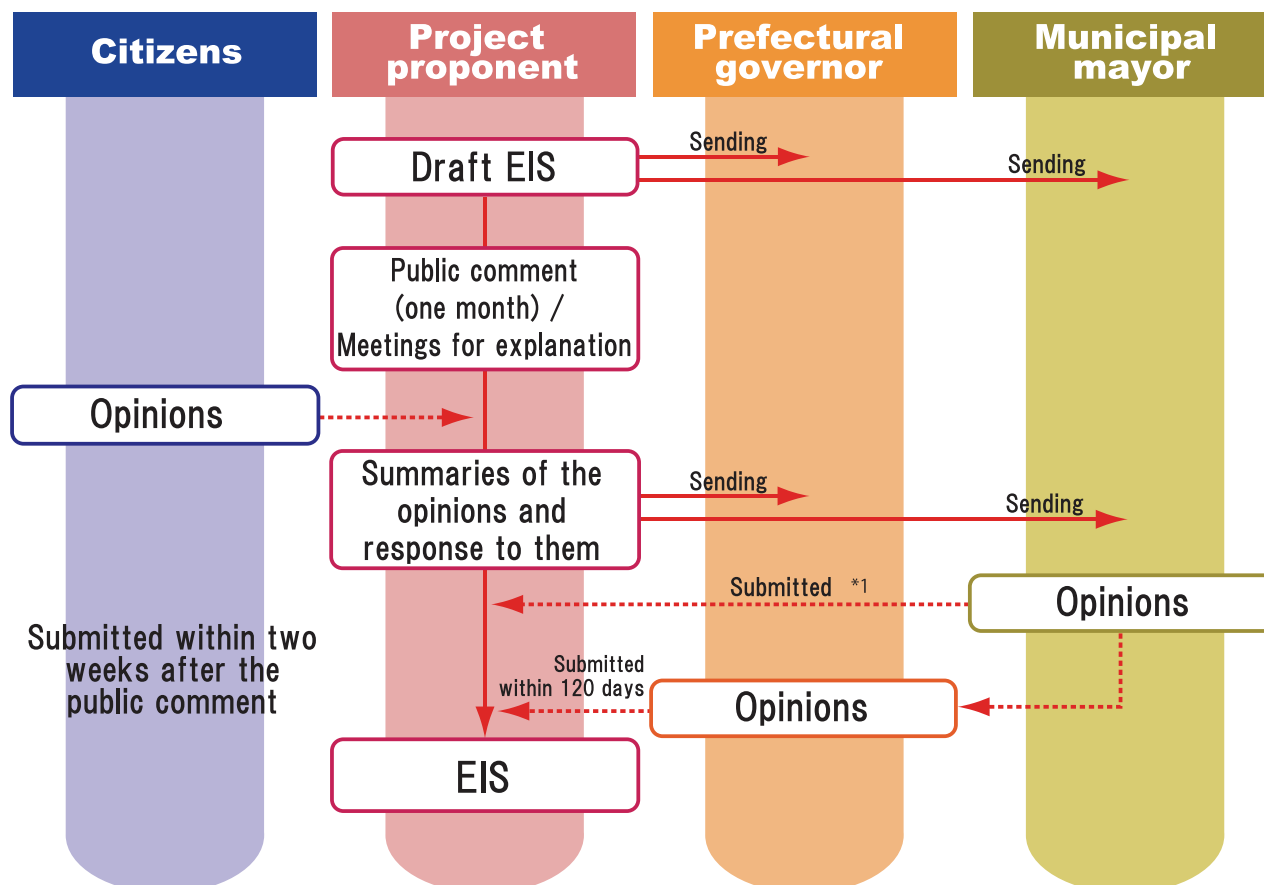 Citizens
Project
proponent
Prefectural
governor
Municipal
mayor
Draft EIS
Sending
Sending
Public comment
(one month) /
Meetings for explanation
Opinions
Summaries of the
opinions and
response to them
Sending
Sending
Submitted *1
Opinions
Submitted within two
weeks after the
public comment
Submitted
within 120 days
Opinions
EIS